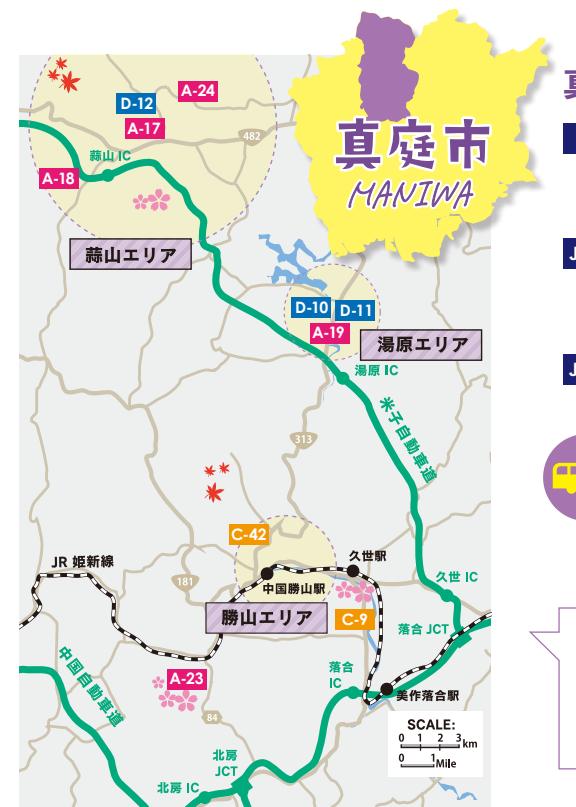 真庭市
MANIWA
真
A-24
D-12
A-17
482
蒜山 IC
A-18
蒜山エリア
D-10
D-11
A-19
湯原エリア
湯原 IC
米子自動車道
313
C-42
久世駅
JR 姫新線
181
中国勝山駅
久世 IC
勝山エリア
C-9
落合 JCT
中国自動車道
A-23
落合
IC
美作落合駅
84
SCALE:
0 1 2 3 km
0 1 Mile
北房
JCT
北房 IC
J
J